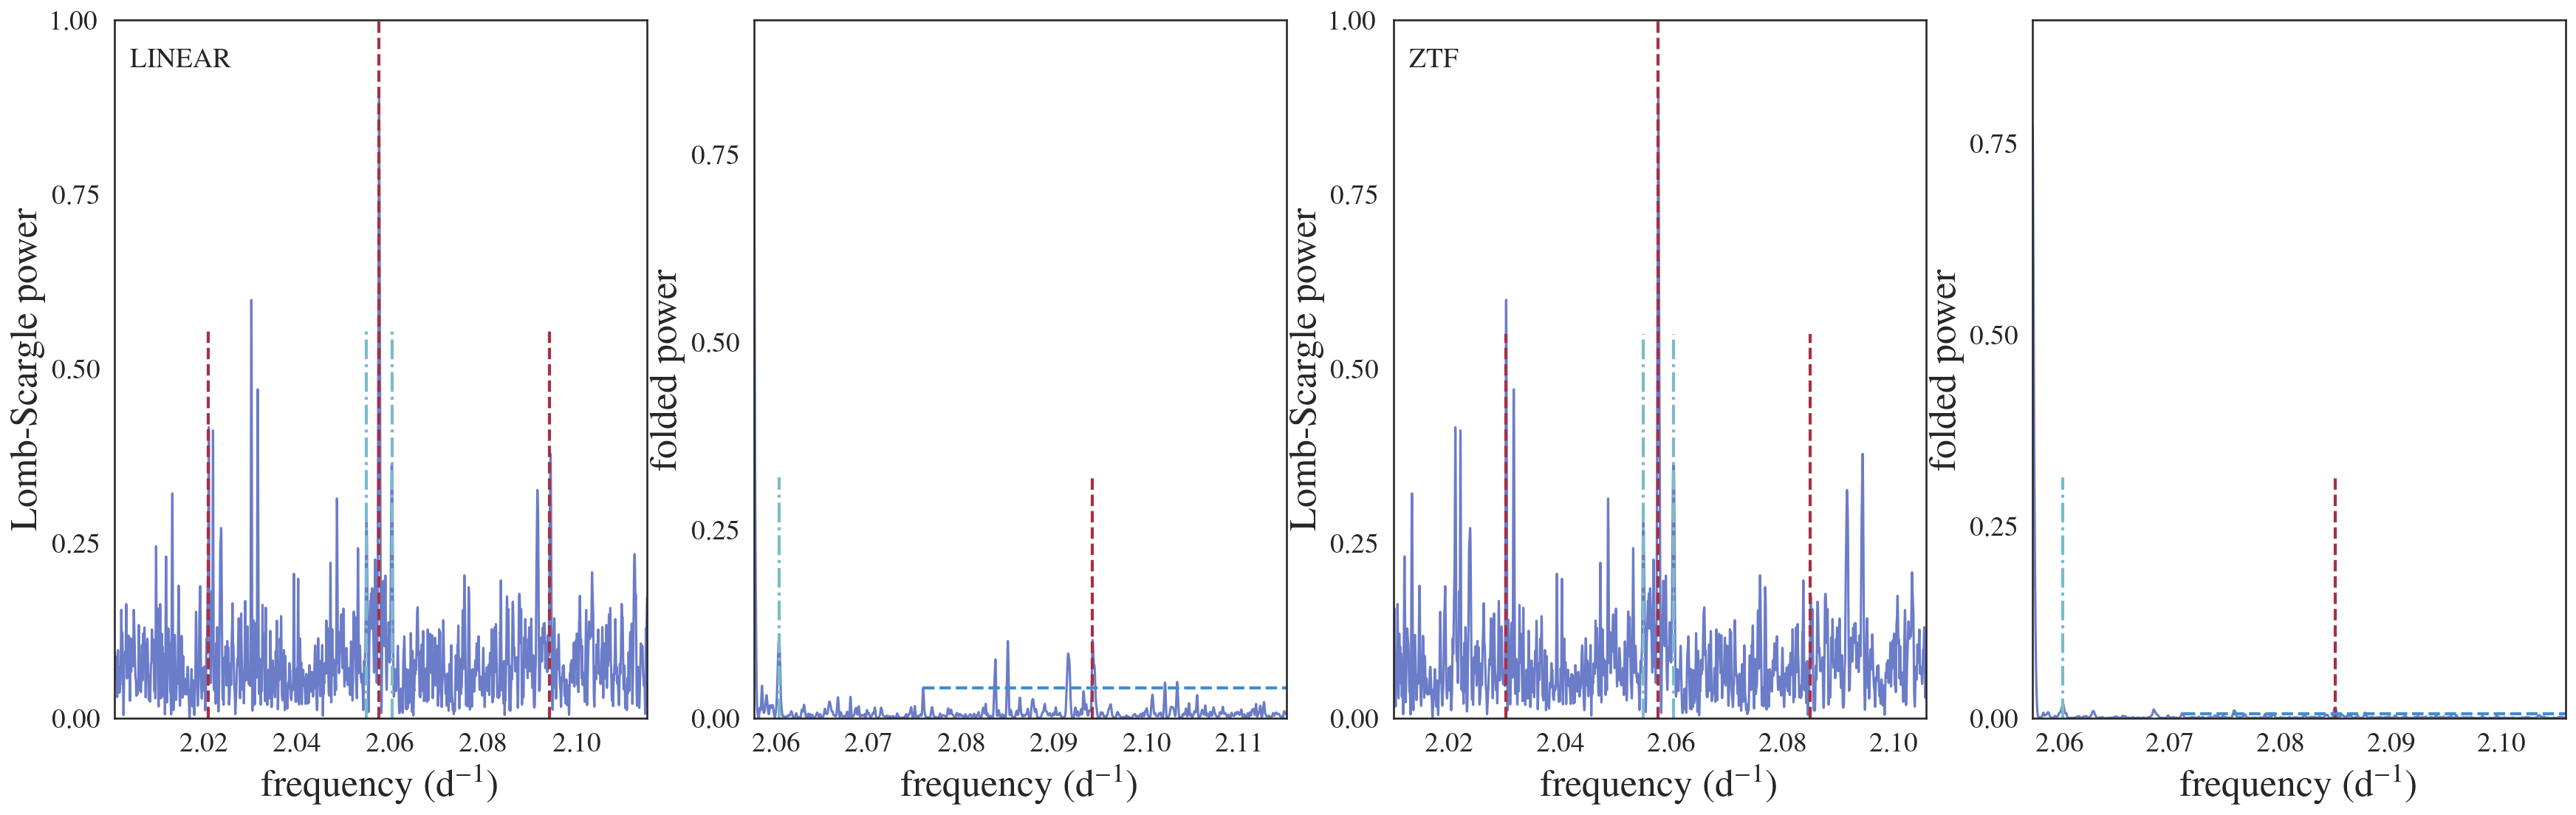 LINEAR
Lomb-Scargle power
1.00
0.75
0.50
0.25
0.00
2.02 2.04 2.06 2.08 2.10
frequency (d⁻¹)
folded power
0.75
0.50
0.25
0.00
2.06 2.07 2.08 2.09 2.10 2.11
frequency (d⁻¹)
ZTF
Lomb-Scargle power
1.00
0.75
0.50
0.25
0.00
2.02 2.04 2.06 2.08 2.10
frequency (d⁻¹)
folded power
0.75
0.50
0.25
0.00
2.06 2.07 2.08 2.09 2.10
frequency (d⁻¹)